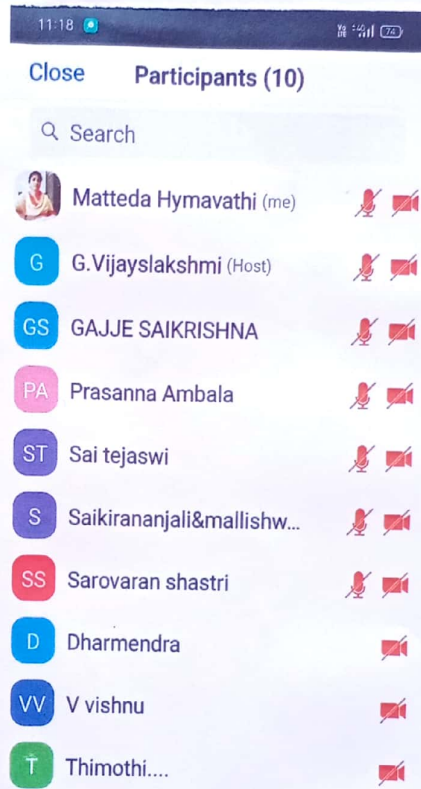 11:18
74
Close Participants (10)
Search
Matteda Hymavathi (me)
G G.Vijayslakshmi (Host)
GS GAJJE SAIKRISHNA
PA Prasanna Ambala
ST Sai tejaswi
S Saikirananjali&mallishw...
SS Sarovaran shastri
D Dharmendra
VV V vishnu
T Thimothi....